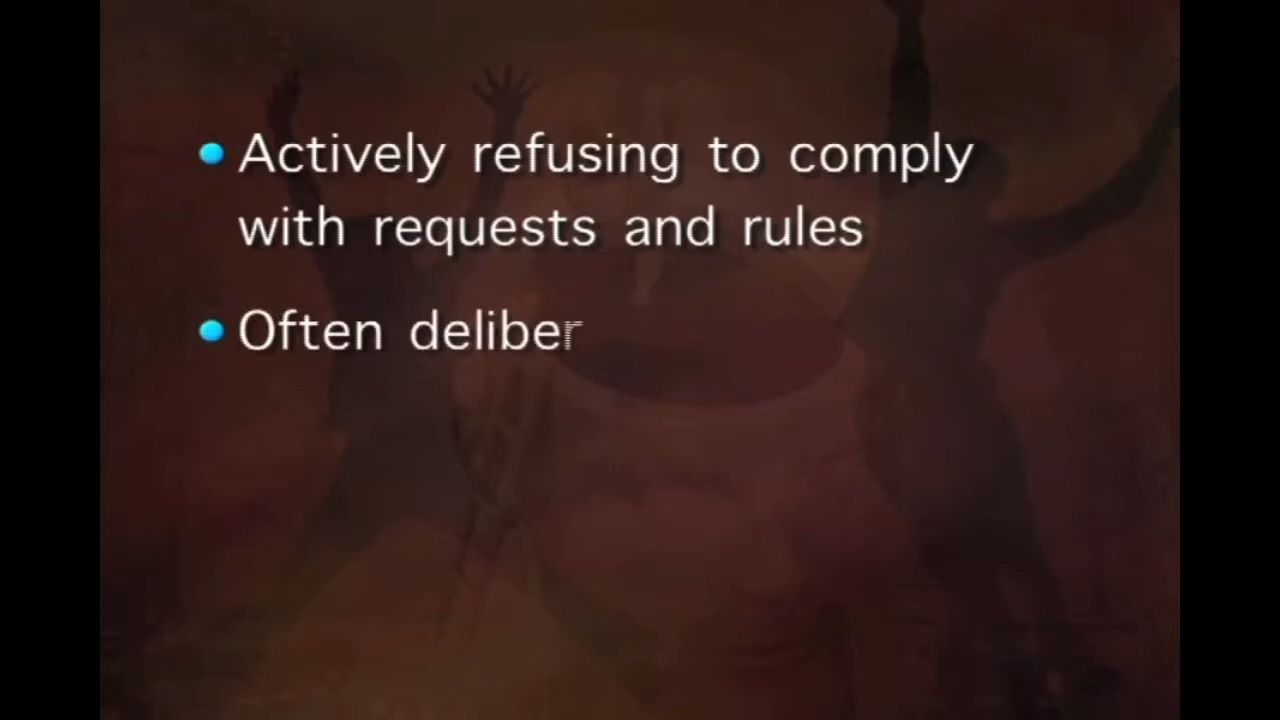 • Actively refusing to comply
with requests and rules
• Often deliber